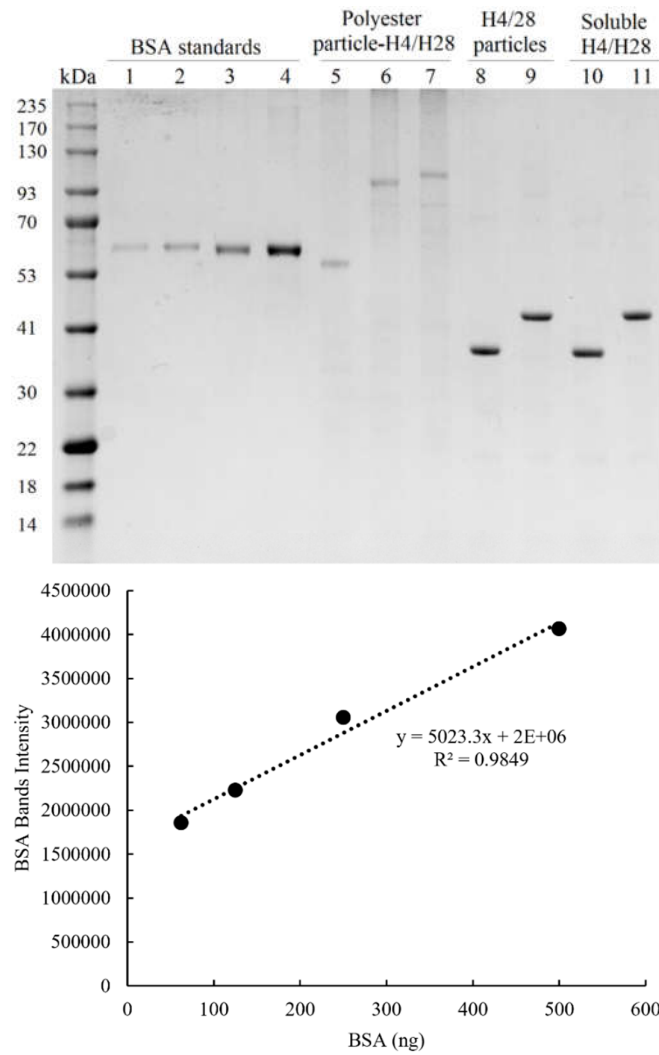 Polyester
H4/28
Soluble
BSA standards
particle-H4/H28
particles
H4/H28
kDa 1 2 3 4 5 6 7 8 9 10 11
235
170
130
93
70
53
41
30
22
18
14
4500000
4000000
3500000
3000000
2500000
2000000
1500000
1000000
500000
0
BSA Bands Intensity
y = 5023.3x + 2E+06
R² = 0.9849
0 100 200 300 400 500 600
BSA (ng)